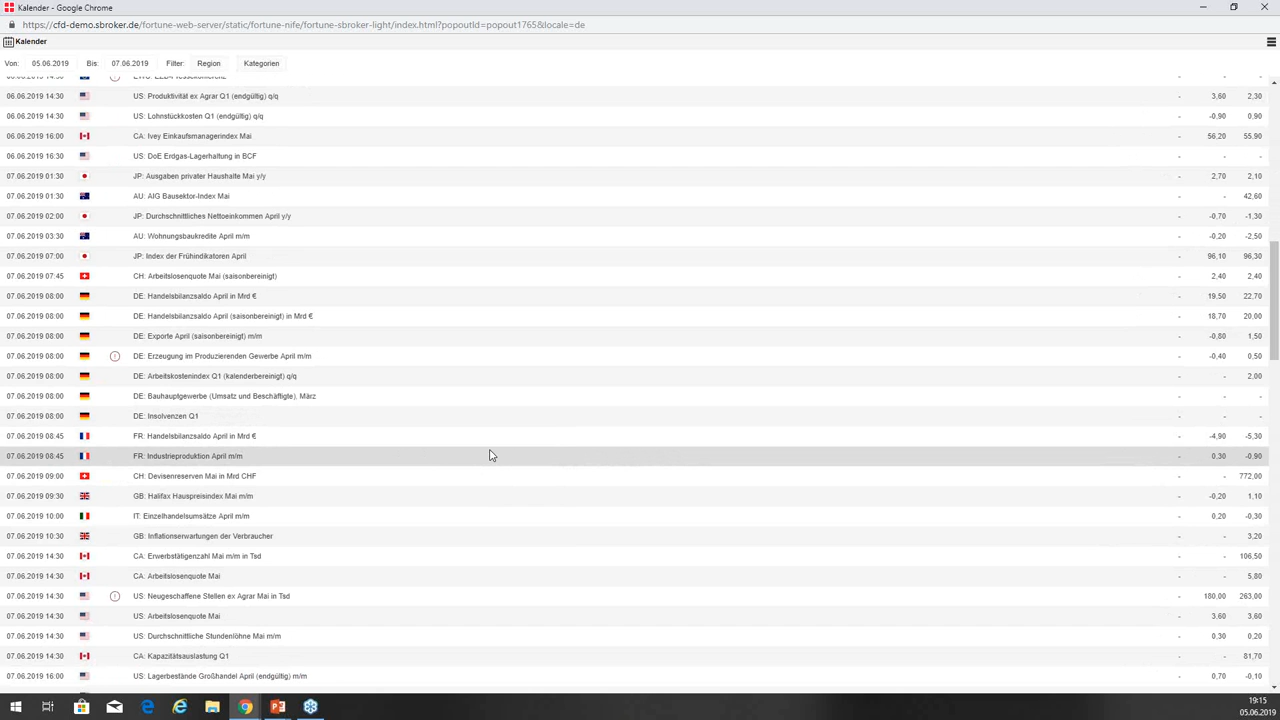 Kalender - Google Chrome
https://cfd-demo.sbroker.de/fortune-web-server/static/fortune-nife/fortune-sbroker-light/index.html?popoutId=popout1765&docale=de
Kalender
Von: 05.06.2019 Bis: 07.06.2019 Filter: Region Kategorien
06.06.2019 14:30 US: Produktivität ex Agrar Q1 (endgültig) q/q - 3,60 2,30
06.06.2019 14:30 US: Lohnstückkosten Q1 (endgültig) q/q - -0,90 0,90
06.06.2019 16:00 CA: Ivey Einkaufsmanagerindex Mai - 56,20 55,90
06.06.2019 16:30 US: DoE Erdgas-Lagerhaltung in BCF - - -
07.06.2019 01:30 JP: Ausgaben privater Haushalte Mai y/y - 2,70 2,10
07.06.2019 01:30 AU: AIG Bausektor-Index Mai - - 42,60
07.06.2019 02:00 JP: Durchschnittliches Nettoeinkommen April y/y - -0,70 -1,30
07.06.2019 03:30 AU: Wohnungsbaukredite April m/m - -0,20 -2,50
07.06.2019 07:00 JP: Index der Frühindikatoren April - 96,10 96,30
07.06.2019 07:45 CH: Arbeitslosenquote Mai (saisonbereinigt) - 2,40 2,40
07.06.2019 08:00 DE: Handelsbilanzsaldo April in Mrd € - 19,50 22,70
07.06.2019 08:00 DE: Handelsbilanzsaldo April (saisonbereinigt) in Mrd € - 18,70 20,00
07.06.2019 08:00 DE: Exporte April (saisonbereinigt) m/m - -0,80 1,50
07.06.2019 08:00 DE: Erzeugung im Produzierenden Gewerbe April m/m - -0,40 0,50
07.06.2019 08:00 DE: Arbeitskostenindex Q1 (kalenderbereinigt) q/q - - 2,00
07.06.2019 08:00 DE: Bauhauptgewerbe (Umsatz und Beschäftigte), März - - -
07.06.2019 08:00 DE: Insolvenzen Q1 - - -
07.06.2019 08:45 FR: Handelsbilanzsaldo April in Mrd € - -4,90 -5,30
07.06.2019 08:45 FR: Industrieproduktion April m/m - 0,30 -0,90
07.06.2019 09:00 CH: Devisenreserven Mai in Mrd CHF - - 772,00
07.06.2019 09:30 GB: Halifax Hauspreisindex Mai m/m - -0,20 1,10
07.06.2019 10:00 IT: Einzelhandelsumsätze April m/m - 0,20 -0,30
07.06.2019 10:30 GB: Inflationserwartungen der Verbraucher - - 3,20
07.06.2019 14:30 CA: Erwerbstätigenzahl Mai m/m in Tsd - - 106,50
07.06.2019 14:30 CA: Arbeitslosenquote Mai - - 5,80
07.06.2019 14:30 US: Neugeschaffene Stellen ex Agrar Mai in Tsd - 180,00 263,00
07.06.2019 14:30 US: Arbeitslosenquote Mai - 3,60 3,60
07.06.2019 14:30 US: Durchschnittliche Stundenlöhne Mai m/m - 0,30 0,20
07.06.2019 14:30 CA: Kapazitätsauslastung Q1 - - 81,70
07.06.2019 16:00 US: Lagerbestände Großhandel April (endgültig) m/m - 0,70 -0,10
19:15
05.06.2019